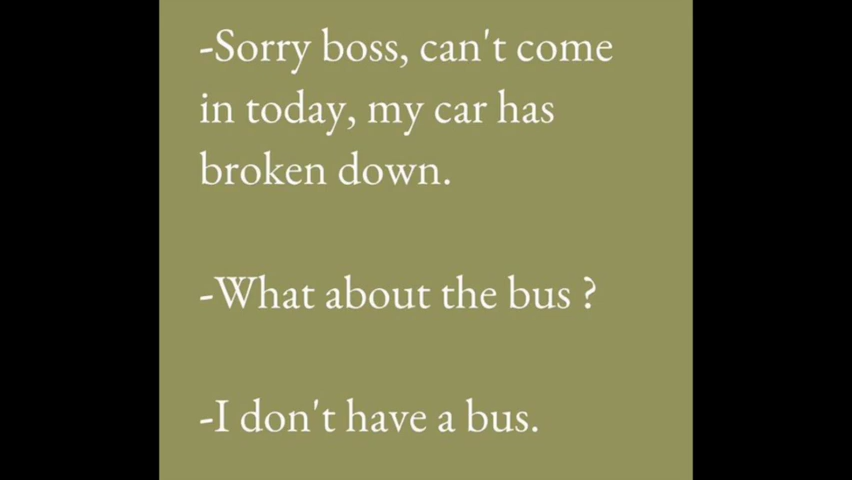 -Sorry boss, can't come
in today, my car has
broken down.
-What about the bus ?
-I don't have a bus.